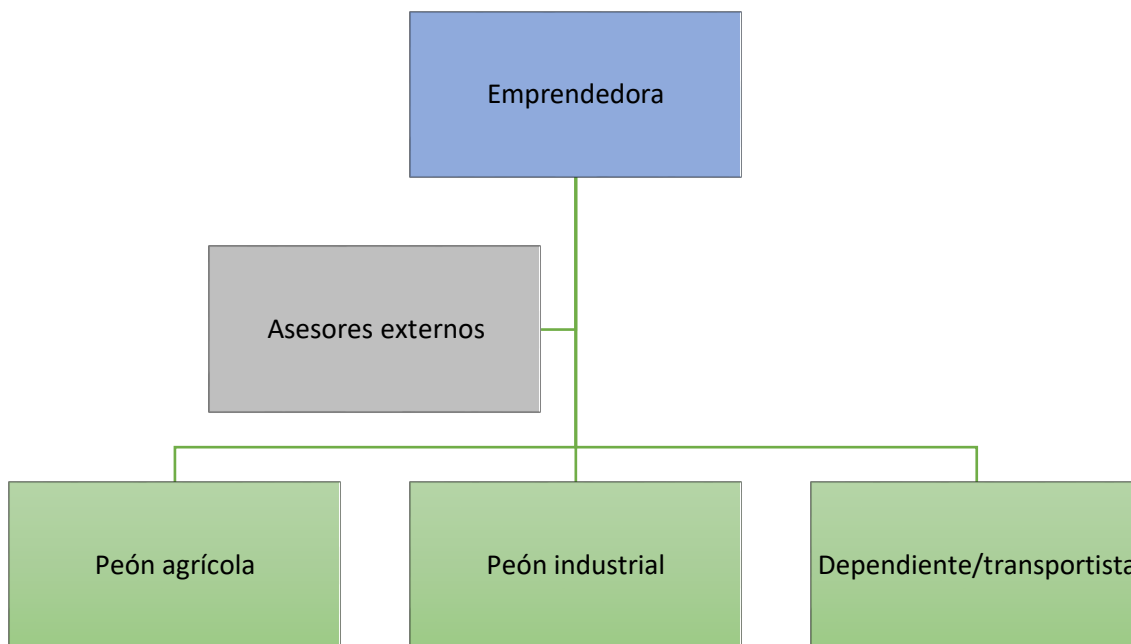 Emprendedora
Asesores externos
Peón agrícola
Peón industrial
Dependiente/transportista